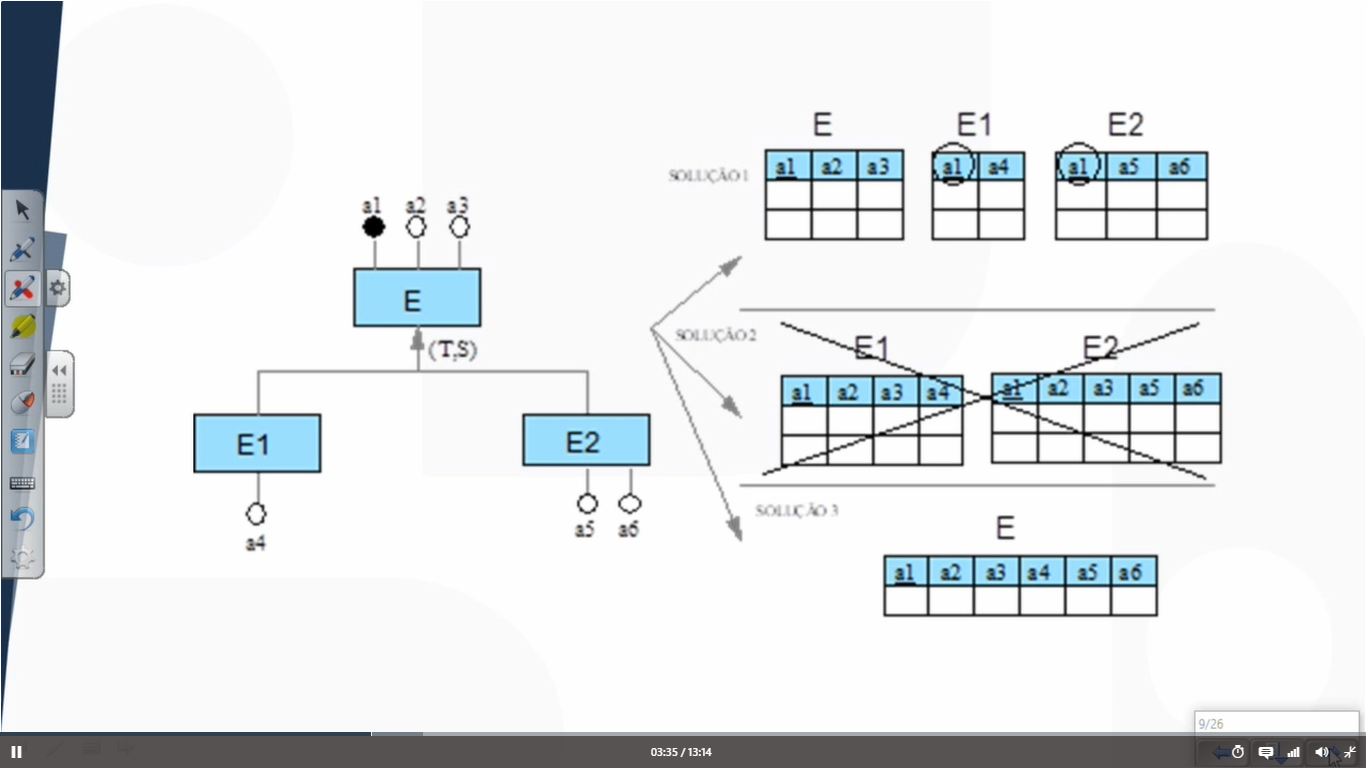 a1 a2 a3
E
(T,S)
E1
E2
a4
a5 a6
SOLUÇÃO 1
E
a1 a2 a3
E1
a1 a4
E2
a1 a5 a6
SOLUÇÃO 2
E1
a1 a2 a3 a4
E2
a1 a2 a3 a5 a6
SOLUÇÃO 3
E
a1 a2 a3 a4 a5 a6
9/26
03:35 / 13:14